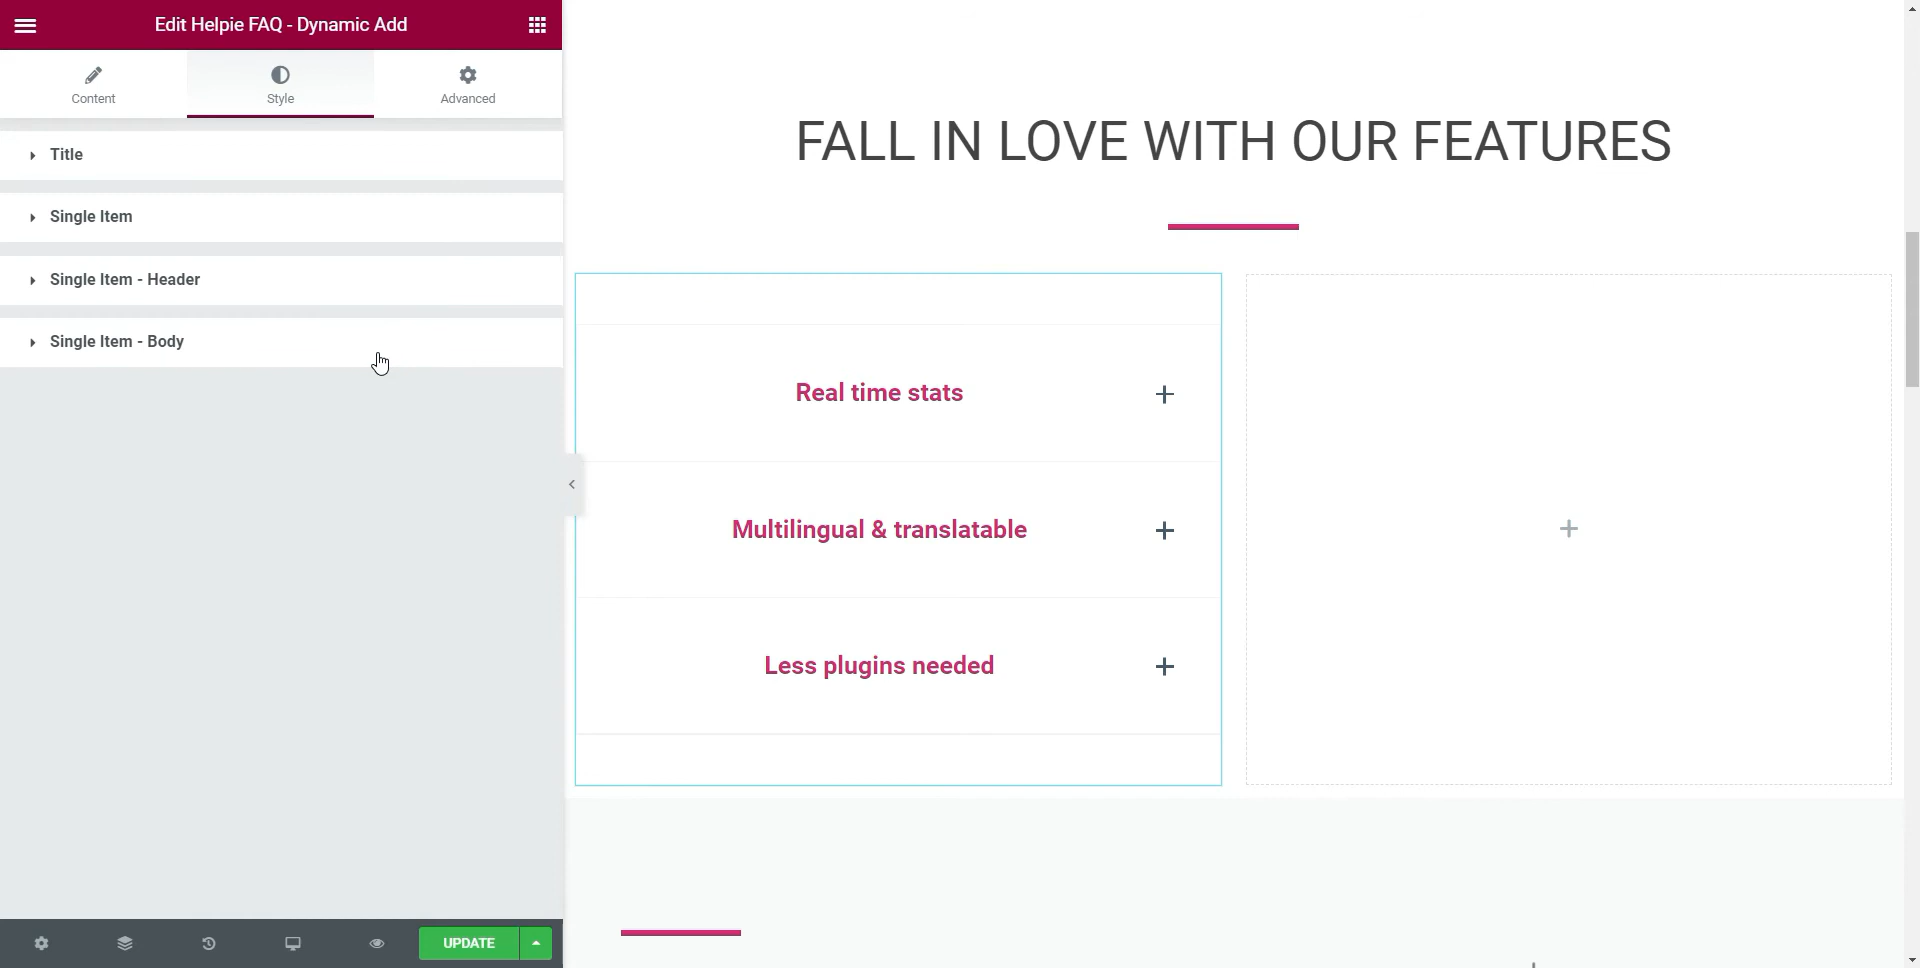 Edit Helpie FAQ - Dynamic Add
Content
Style
Advanced
Title
Single Item
Single Item - Header
Single Item - Body
UPDATE
FALL IN LOVE WITH OUR FEATURES
Real time stats
Multilingual & translatable
Less plugins needed